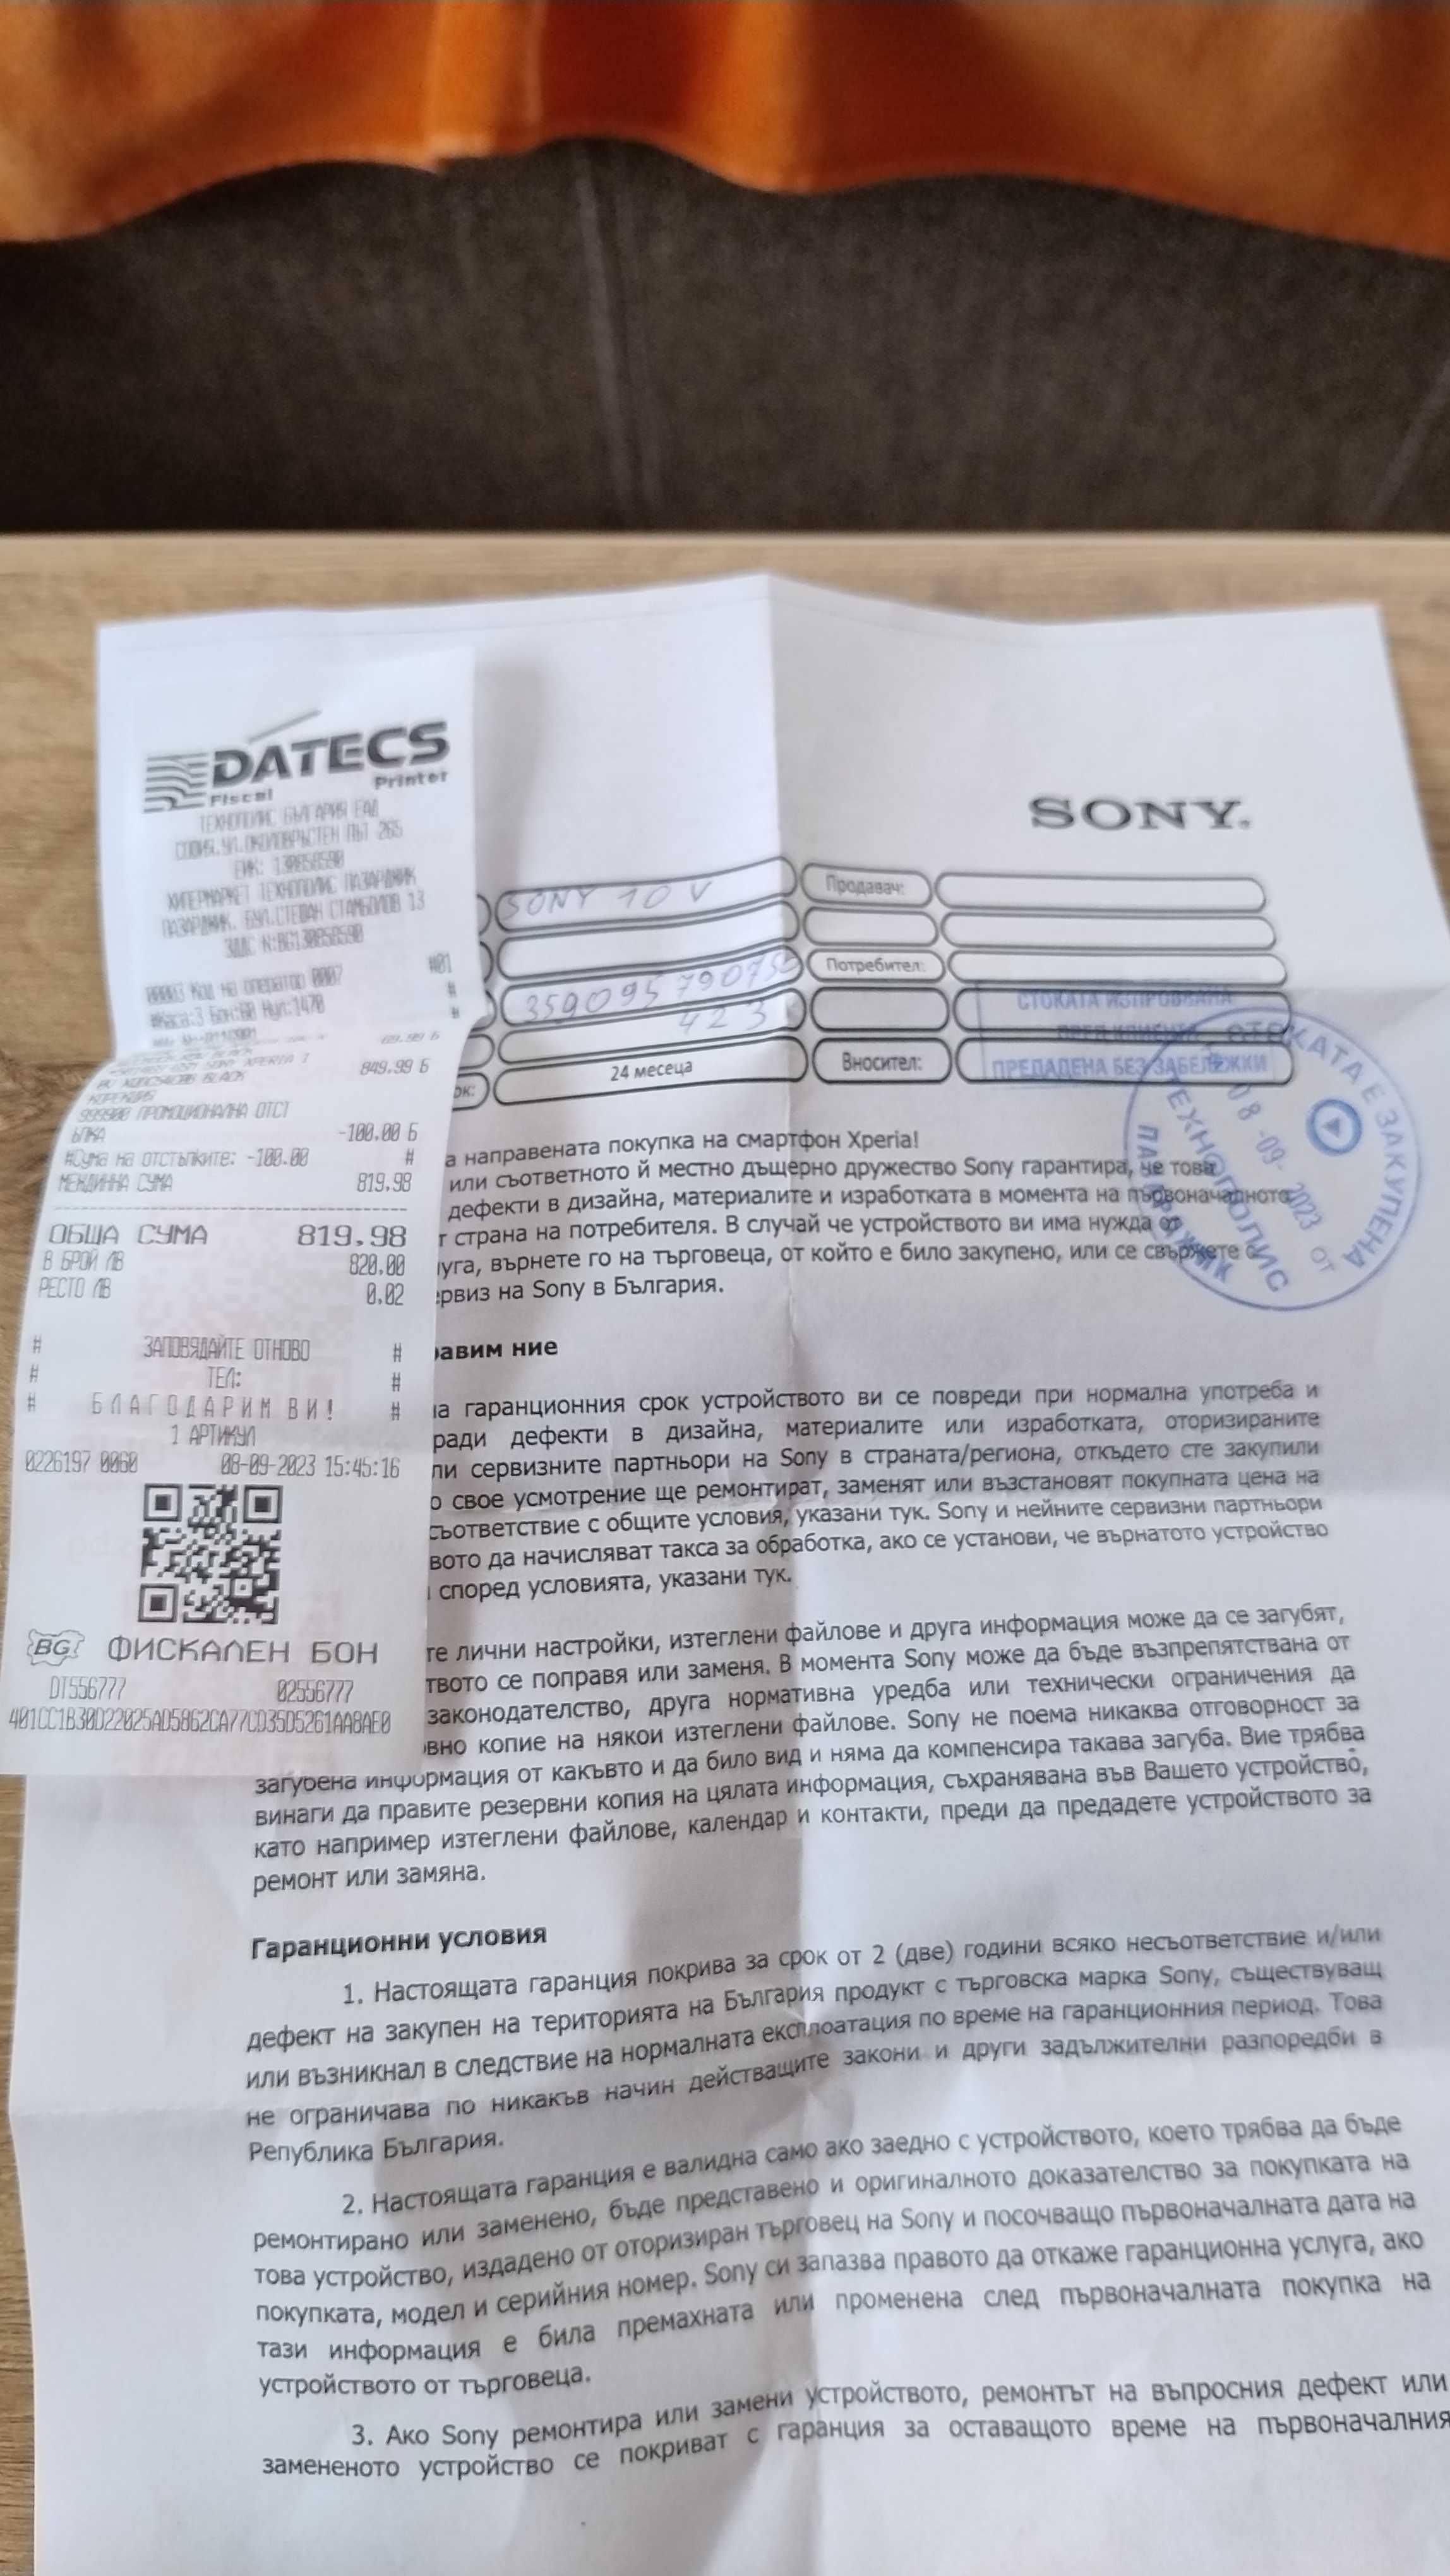 DATECS
Fiscal Printer
ТЕХНОПОЛИС БЪЛГАРИЯ ЕАД
СОФИЯ.УЛ.ОКОЛОВРЪСТЕН ПЪТ 265
ЕИК: 130858590
ХИПЕРМАРКЕТ ТЕХНОПОЛИС ПАЗАРДЖИК
ПАЗАРДЖИК. БУЛ.СТЕФАН СТАМБОЛОВ 13
ЗДДС N:BG130858590
#01
Код на оператор 0007
#
#
SONY XPERIA 1
BLACK
849.99 Б
КОРЕКЦИЯ
999900 ПРОМОЦИОНАЛНА ОТСТ
ЪПКА
-100.00 Б
#Сума на отстъпките: -100.00 #
МЕЖДИННА СУМА 819.98
ОБЩА СУМА 819.98
В БРОЙ ЛВ 820.00
РЕСТО ЛВ 0.02
# ЗАПОВЯДАЙТЕ ОТНОВО #
# ТЕЛ: #
# БЛАГОДАРИМ ВИ! #
1 АРТИКУЛ
0226197 0060 08-09-2023 15:45:16
BG ФИСКАЛЕН БОН
DT556777 02556777
401CC1B30D22025AD5862CA77CD35D5261AA8AE0
SONY
SONY 10 V
Продавач:
Потребител:
423
ок:
24 месеца
Вносител:
СТОКАТА ИЗПРОБВАНА
ПРЕД КЛИЕНТА
ПРЕДАДЕНА БЕЗ ЗАБЕЛЕЖКИ
СТОКАТА Е ЗАКУПЕНА ОТ
08 -09- 2023
ТЕХНОПОЛИС
ПАЗАРДЖИК
а направената покупка на смартфон Xperia!
или съответното й местно дъщерно дружество Sony гарантира, че това
дефекти в дизайна, материалите и изработката в момента на първоначалното
т страна на потребителя. В случай че устройството ви има нужда от
луга, върнете го на търговеца, от който е било закупено, или се свържете с
ервиз на Sony в България.
равим ние
на гаранционния срок устройството ви се повреди при нормална употреба и
ради дефекти в дизайна, материалите или изработката, оторизираните
ли сервизните партньори на Sony в страната/региона, откъдето сте закупили
о свое усмотрение ще ремонтират, заменят или възстановят покупната цена на
съответствие с общите условия, указани тук. Sony и нейните сервизни партньори
вото да начисляват такса за обработка, ако се установи, че върнатото устройство
според условията, указани тук.
те лични настройки, изтеглени файлове и друга информация може да се загубят,
твото се поправя или заменя. В момента Sony може да бъде възпрепятствана от
законодателство, друга нормативна уредба или технически ограничения да
вно копие на някои изтеглени файлове. Sony не поема никаква отговорност за
загубена информация от какъвто и да било вид и няма да компенсира такава загуба. Вие трябва
винаги да правите резервни копия на цялата информация, съхранявана във Вашето устройство,
като например изтеглени файлове, календар и контакти, преди да предадете устройството за
ремонт или замяна.
Гаранционни условия
1. Настоящата гаранция покрива за срок от 2 (две) години всяко несъответствие и/или
дефект на закупен на територията на България продукт с търговска марка Sony, съществуващ
или възникнал в следствие на нормалната експлоатация по време на гаранционния период. Това
не ограничава по никакъв начин действащите закони и други задължителни разпоредби в
Република България.
2. Настоящата гаранция е валидна само ако заедно с устройството, което трябва да бъде
ремонтирано или заменено, бъде представено и оригиналното доказателство за покупката на
това устройство, издадено от оторизиран търговец на Sony и посочващо първоначалната дата на
покупката, модел и серийния номер. Sony си запазва правото да откаже гаранционна услуга, ако
тази информация е била премахната или променена след първоначалната покупка на
устройството от търговеца.
3. Ако Sony ремонтира или замени устройството, ремонтът на въпросния дефект или
замененото устройство се покриват с гаранция за оставащото време на първоначалния